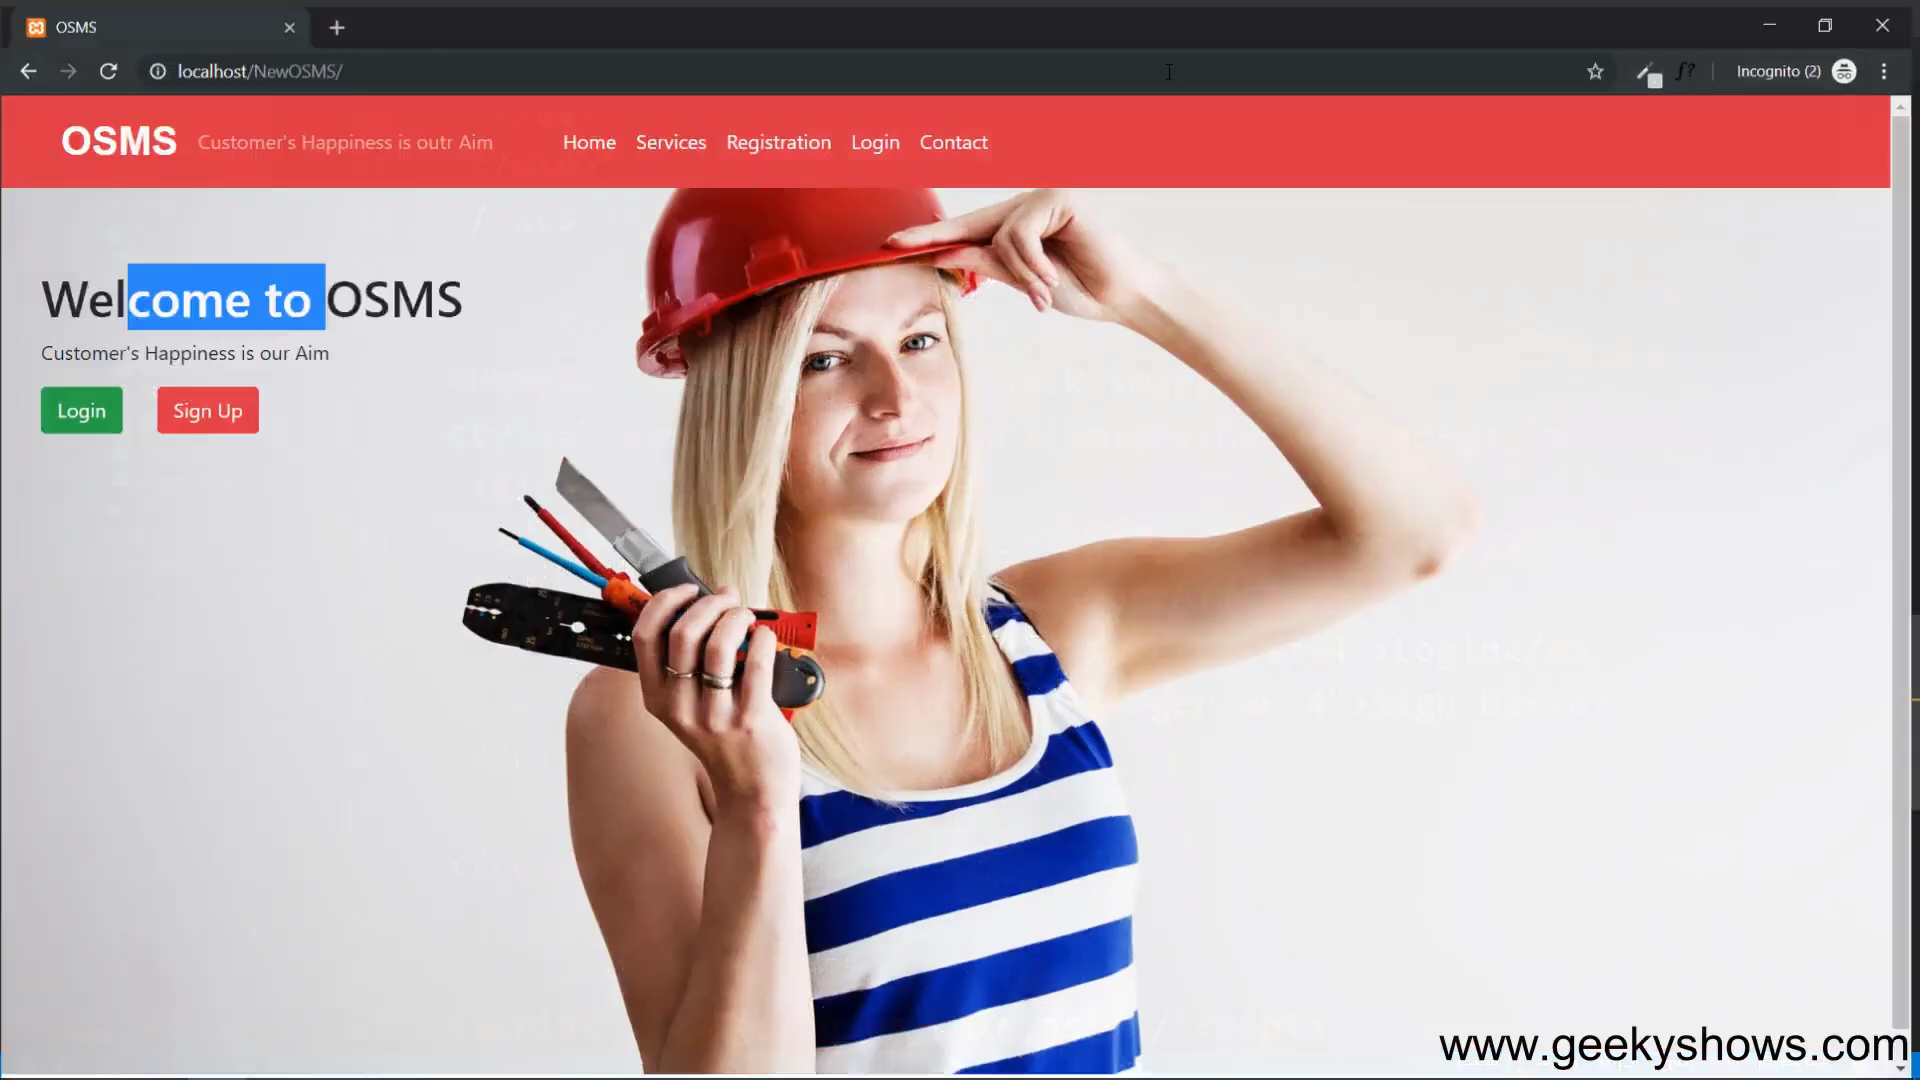 OSMS
localhost/NewOSMS/
Incognito (2)
OSMS Customer's Happiness is outr Aim Home Services Registration Login Contact
Welcome to OSMS
Customer's Happiness is our Aim
Login Sign Up
www.geekyshows.com